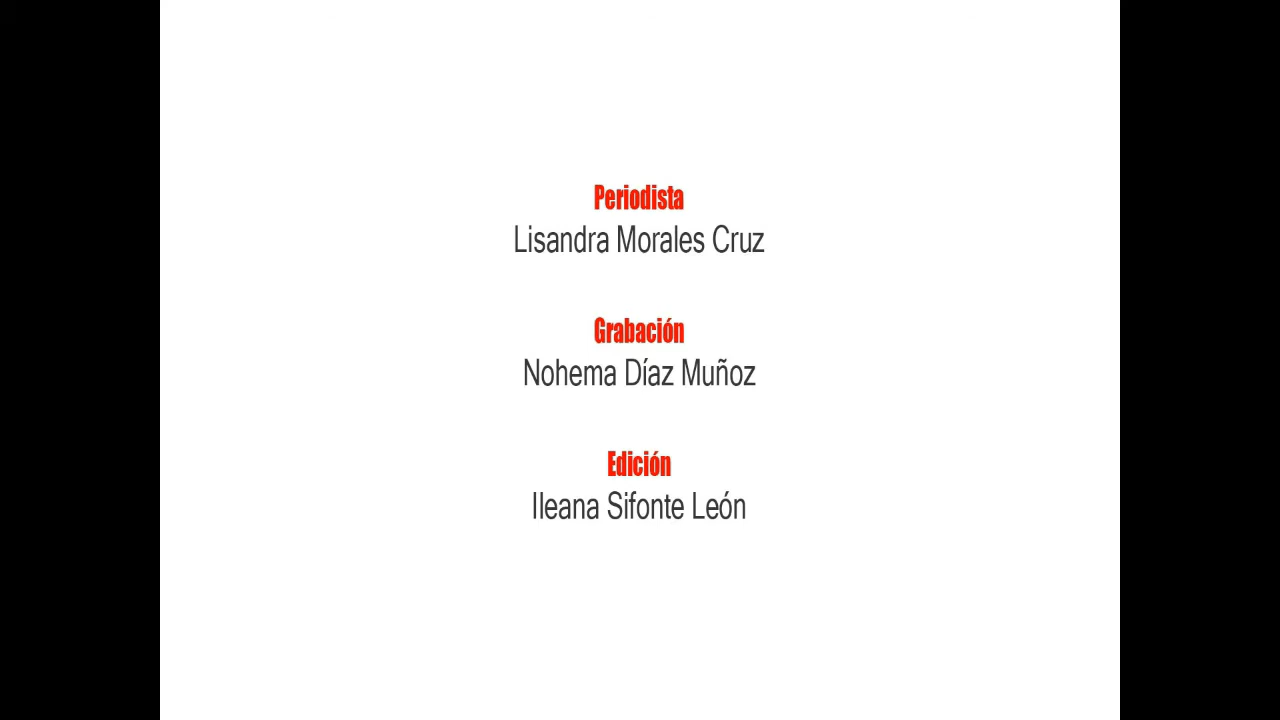 Periodista
Lisandra Morales Cruz
Grabación
Nohema Díaz Muñoz
Edición
Ileana Sifonte León